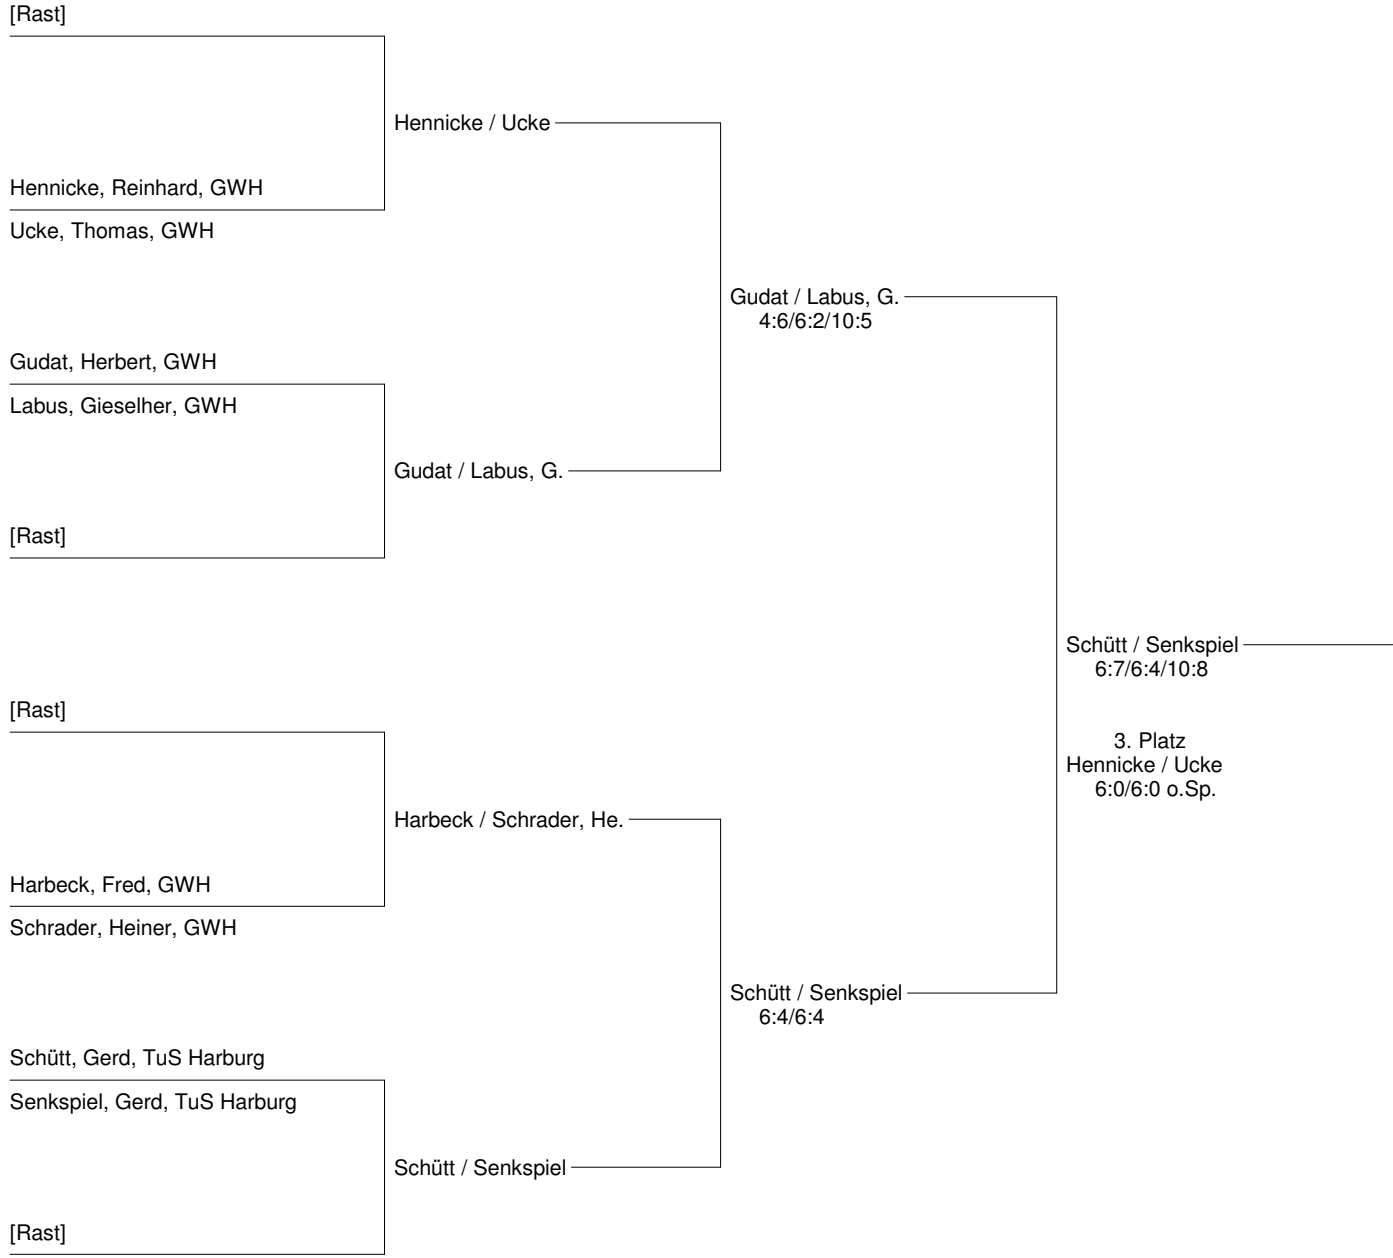 [Rast]
Hennicke / Ucke
Hennicke, Reinhard, GWH
Ucke, Thomas, GWH
Gudat / Labus, G.
4:6/6:2/10:5
Gudat, Herbert, GWH
Labus, Gieselher, GWH
Gudat / Labus, G.
[Rast]
Schütt / Senkspiel
6:7/6:4/10:8
[Rast]
3. Platz
Hennicke / Ucke
6:0/6:0 o.Sp.
Harbeck / Schrader, He.
Harbeck, Fred, GWH
Schrader, Heiner, GWH
Schütt / Senkspiel
6:4/6:4
Schütt, Gerd, TuS Harburg
Senkspiel, Gerd, TuS Harburg
Schütt / Senkspiel
[Rast]